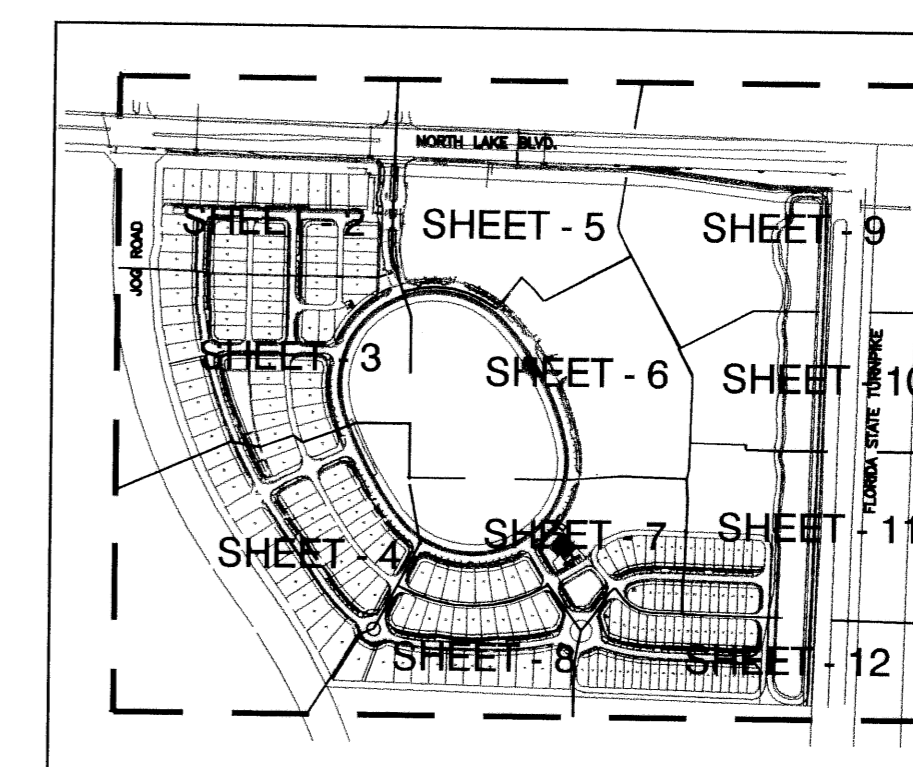 NORTH LAKE BLVD.
SHEET - 2
SHEET - 5
SHEET - 9
JOG ROAD
SHEET - 3
SHEET - 6
SHEET - 10
FLORIDA STATE TURNPIKE
SHEET - 4
SHEET - 7
SHEET - 11
SHEET - 8
SHEET - 12